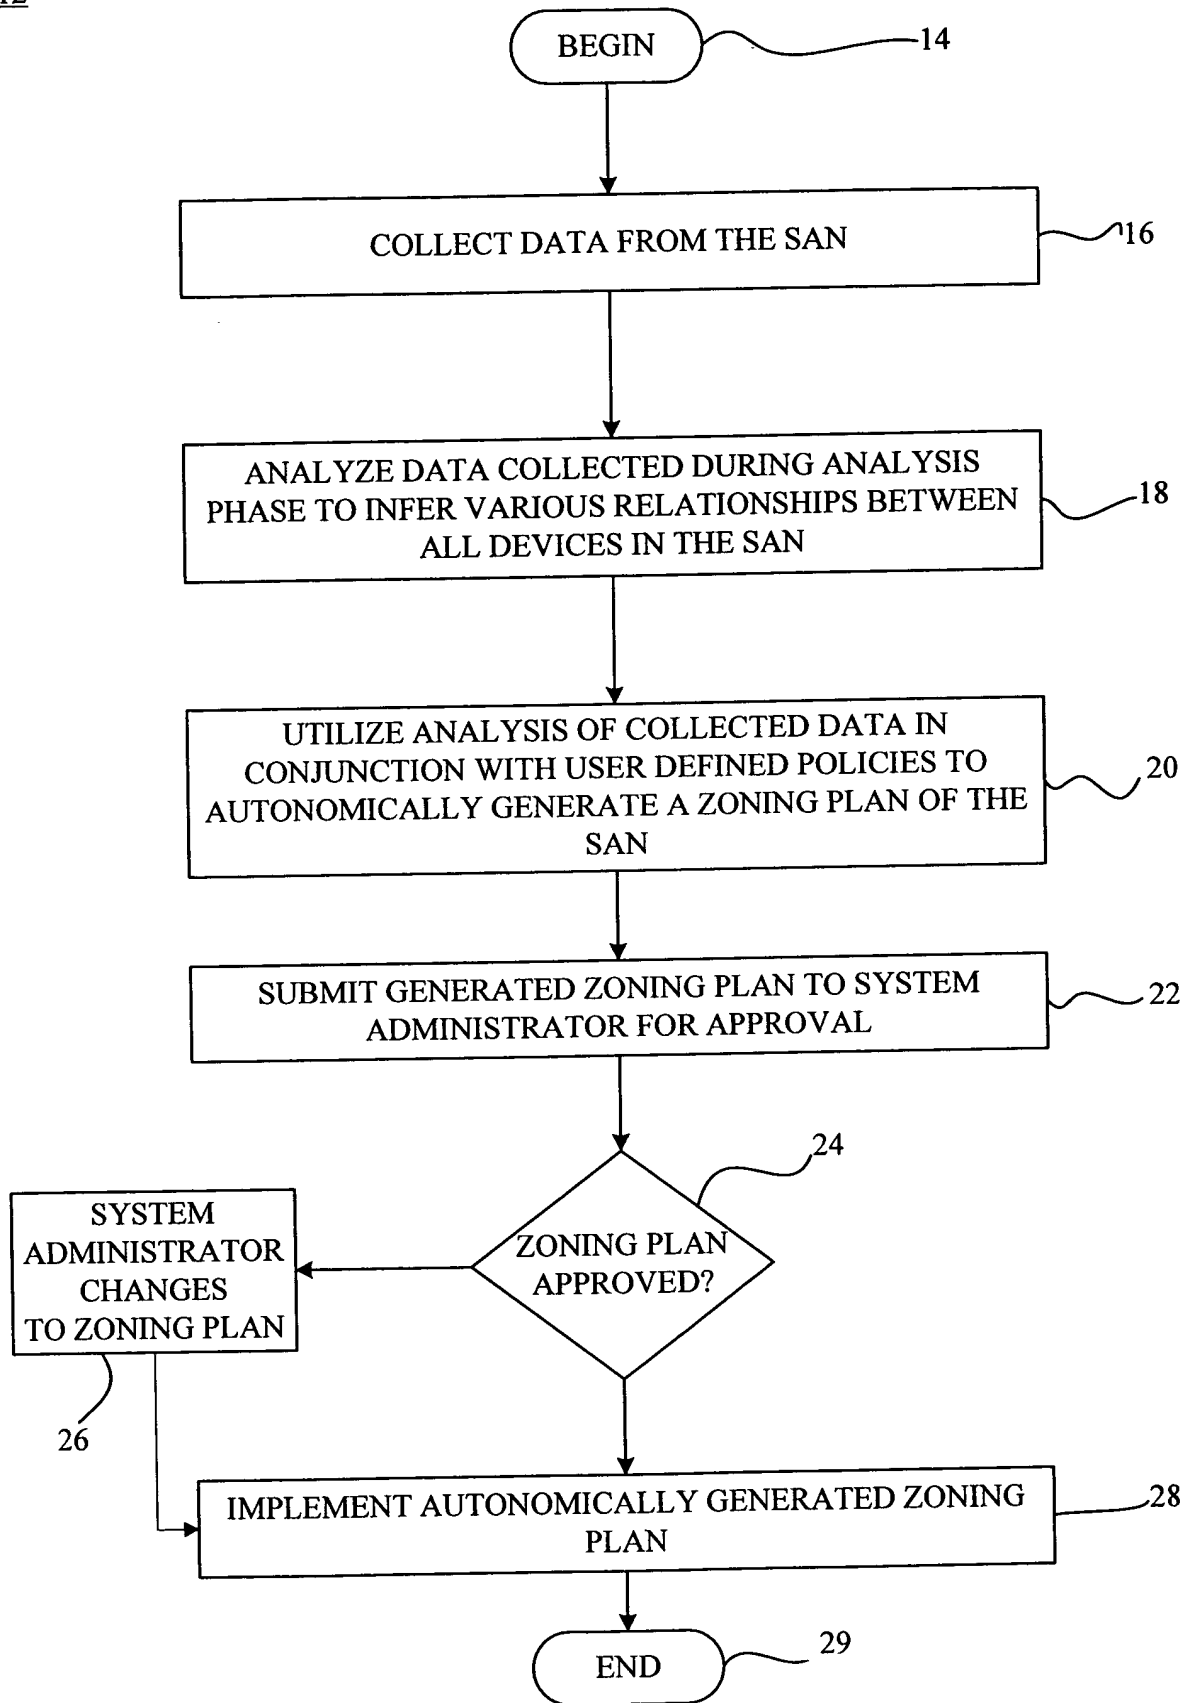 12
BEGIN
14
COLLECT DATA FROM THE SAN
16
ANALYZE DATA COLLECTED DURING ANALYSIS
PHASE TO INFER VARIOUS RELATIONSHIPS BETWEEN
ALL DEVICES IN THE SAN
18
UTILIZE ANALYSIS OF COLLECTED DATA IN
CONJUNCTION WITH USER DEFINED POLICIES TO
AUTONOMICALLY GENERATE A ZONING PLAN OF THE
SAN
20
SUBMIT GENERATED ZONING PLAN TO SYSTEM
ADMINISTRATOR FOR APPROVAL
22
24
ZONING PLAN
APPROVED?
SYSTEM
ADMINISTRATOR
CHANGES
TO ZONING PLAN
26
IMPLEMENT AUTONOMICALLY GENERATED ZONING
PLAN
28
END
29